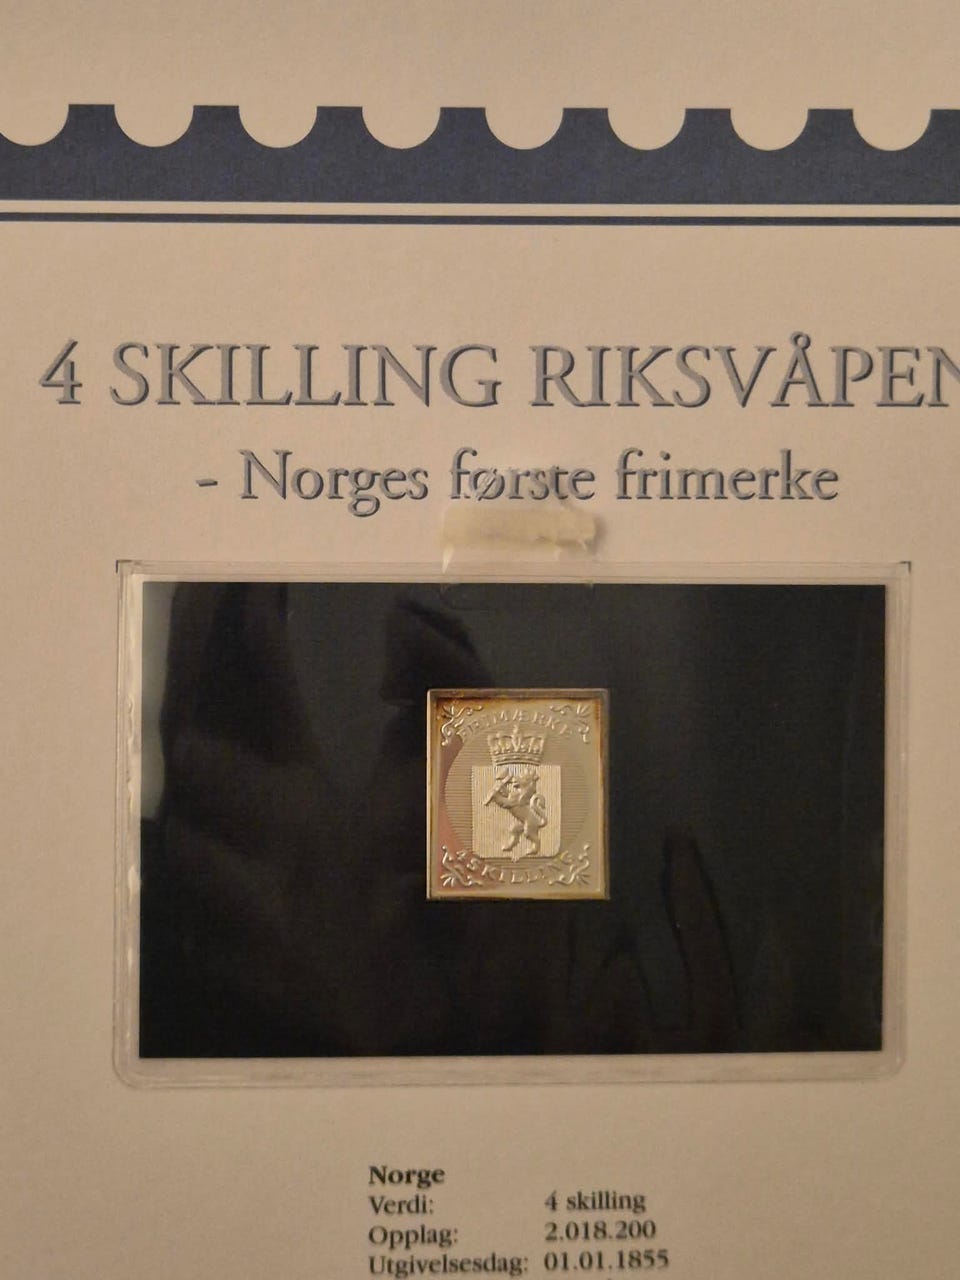 4 SKILLING RIKSVÅPEN
- Norges første frimerke
FRIMÆRKE
4 SKILLING
Norge
Verdi: 4 skilling
Opplag: 2.018.200
Utgivelsesdag: 01.01.1855